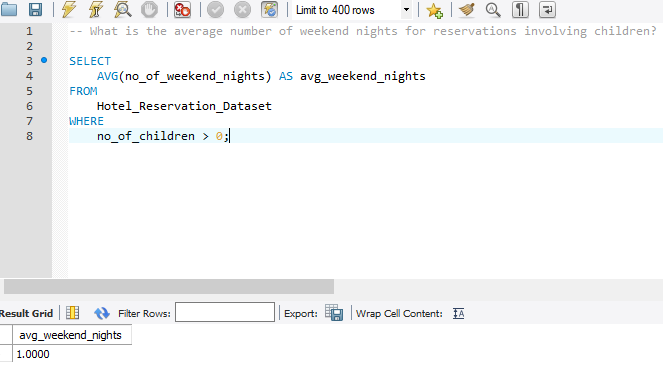 Limit to 400 rows
1 -- What is the average number of weekend nights for reservations involving children?
2
3 SELECT
4 AVG(no_of_weekend_nights) AS avg_weekend_nights
5 FROM
6 Hotel_Reservation_Dataset
7 WHERE
8 no_of_children > 0;
Result Grid Filter Rows: Export: Wrap Cell Content:
avg_weekend_nights
1.0000